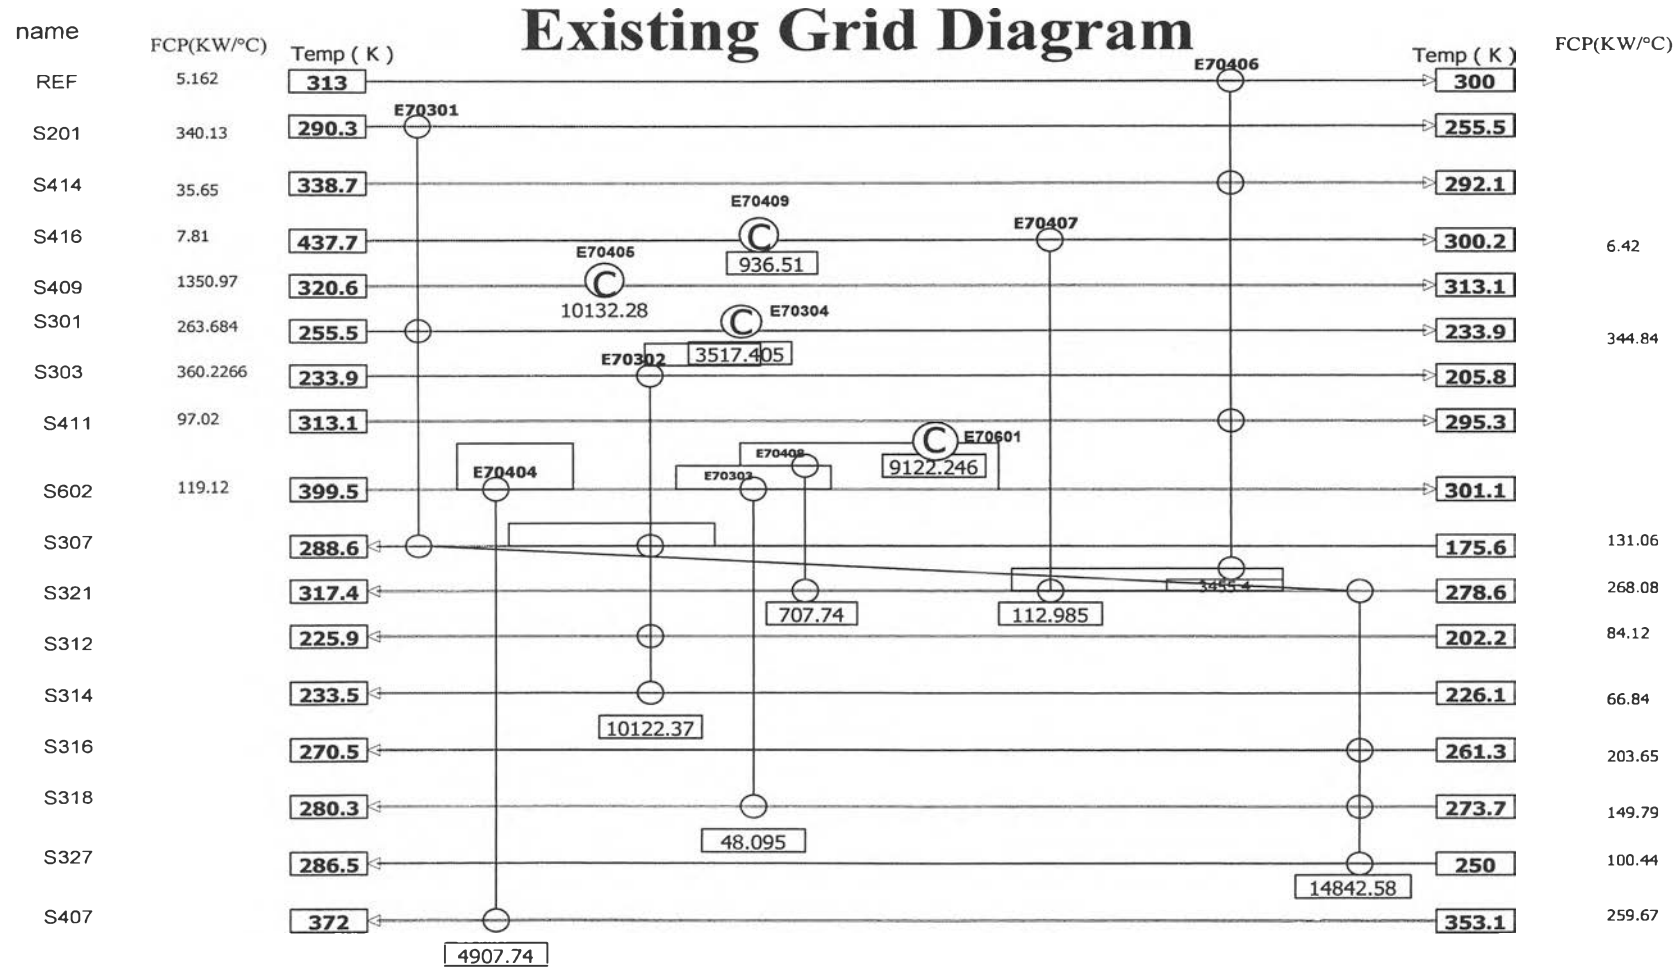 Existing Grid Diagram
name
FCP(KW/°C)
Temp ( K )
Temp ( K )
FCP(KW/°C)
E70406
REF 5.162 313 300
E70301
S201 340.13 290.3 255.5
S414 35.65 338.7 292.1
E70409
E70407
S416 7.81 437.7 C 300.2 6.42
936.51
E70405
S409 1350.97 320.6 C 313.1
10132.28
S301 263.684 255.5 C E70304 233.9 344.84
3517.405
E70302
S303 360.2266 233.9 205.8
S411 97.02 313.1 295.3
C E70601
9122.246
E70408
E70404
E70303
S602 119.12 399.5 301.1
S307 288.6 175.6 131.06
3455.4
S321 317.4 278.6 268.08
707.74 112.985
S312 225.9 202.2 84.12
S314 233.5 226.1 66.84
10122.37
S316 270.5 261.3 203.65
S318 280.3 273.7 149.79
48.095
S327 286.5 250 100.44
14842.58
S407 372 353.1 259.67
4907.74